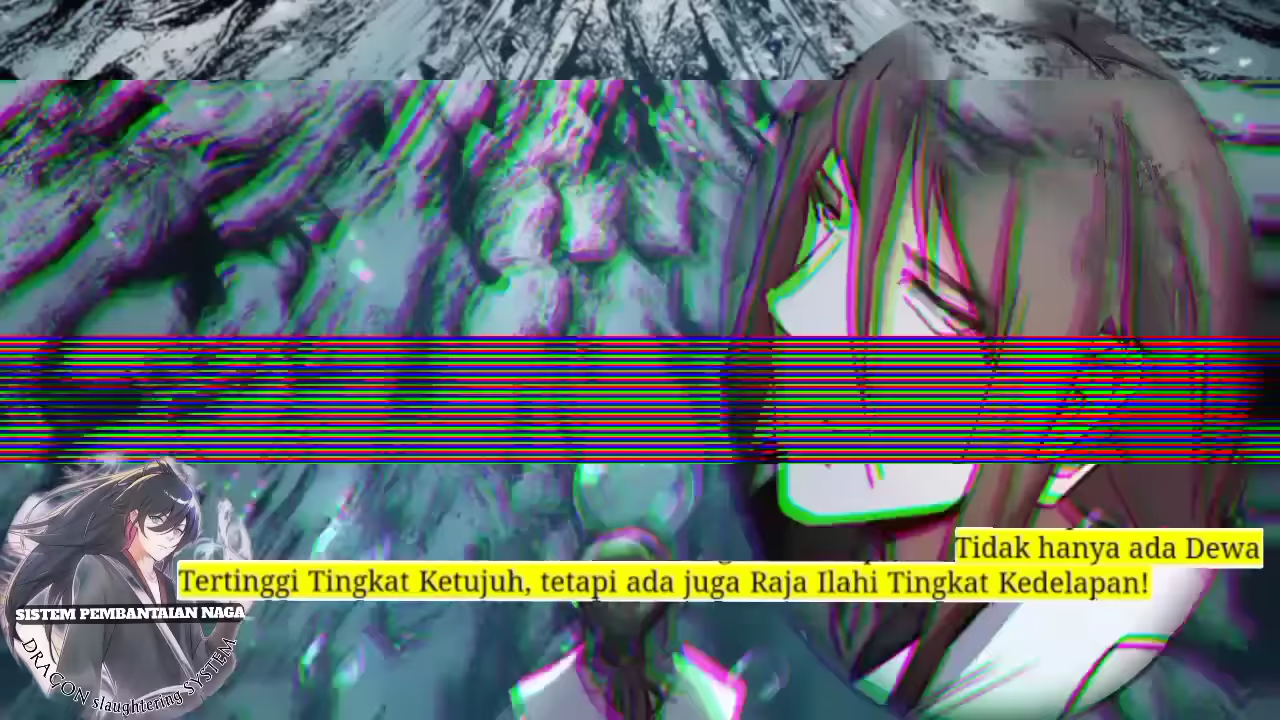 Tidak hanya ada Dewa
Tertinggi Tingkat Ketujuh, tetapi ada juga Raja Ilahi Tingkat Kedelapan!
SISTEM PEMBANTAIAN NAGA
DRAGON slaughtering SYSTEM